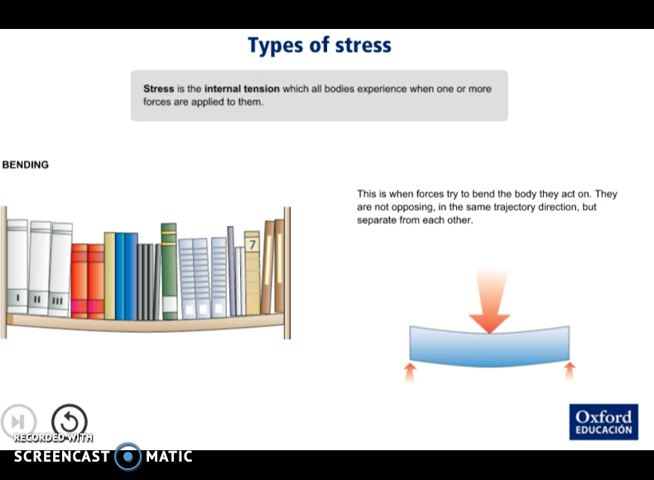 Types of stress
Stress is the internal tension which all bodies experience when one or more
forces are applied to them.
BENDING
This is when forces try to bend the body they act on. They
are not opposing, in the same trajectory direction, but
separate from each other.
I II III 7
Oxford
EDUCACIÓN
RECORDED WITH
SCREENCAST MATIC